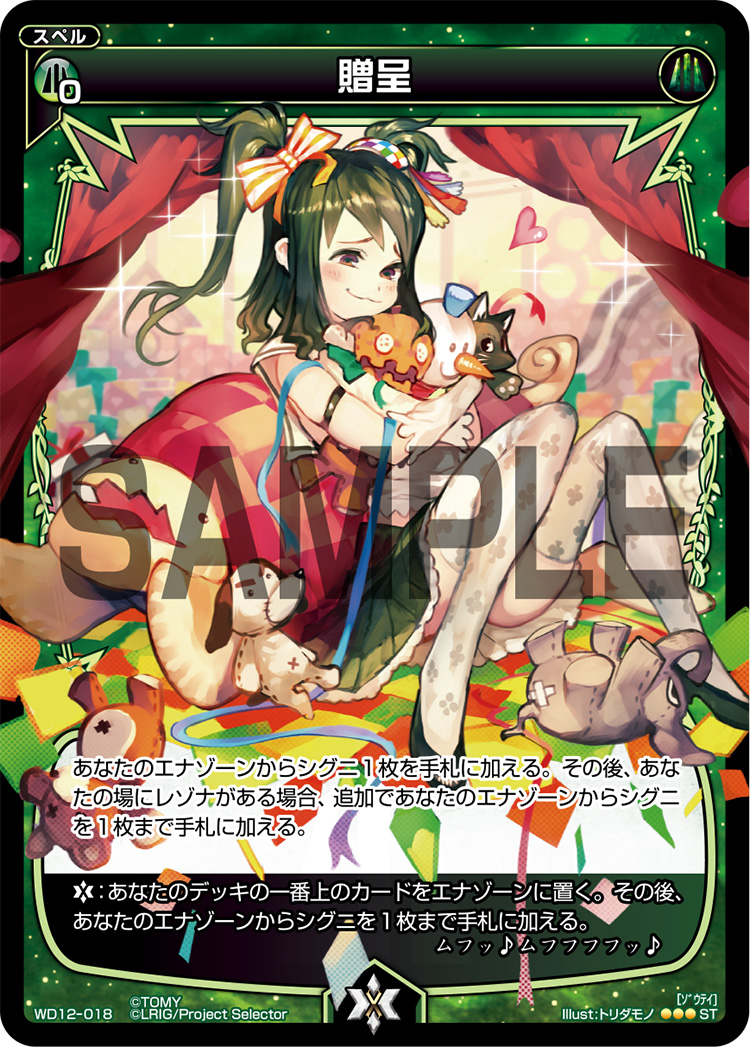 スペル
0
贈呈
SAMPLE
あなたのエナゾーンからシグニ1枚を手札に加える。その後、あな
たの場にレゾナがある場合、追加であなたのエナゾーンからシグニ
を1枚まで手札に加える。
:あなたのデッキの一番上のカードをエナゾーンに置く。その後、
あなたのエナゾーンからシグニを1枚まで手札に加える。
ムフッ♪ムフフフフッ♪
©TOMY
[ゾウテイ]
WD12-018 ©LRIG/Project Selector
Illust:トリダモノ ST